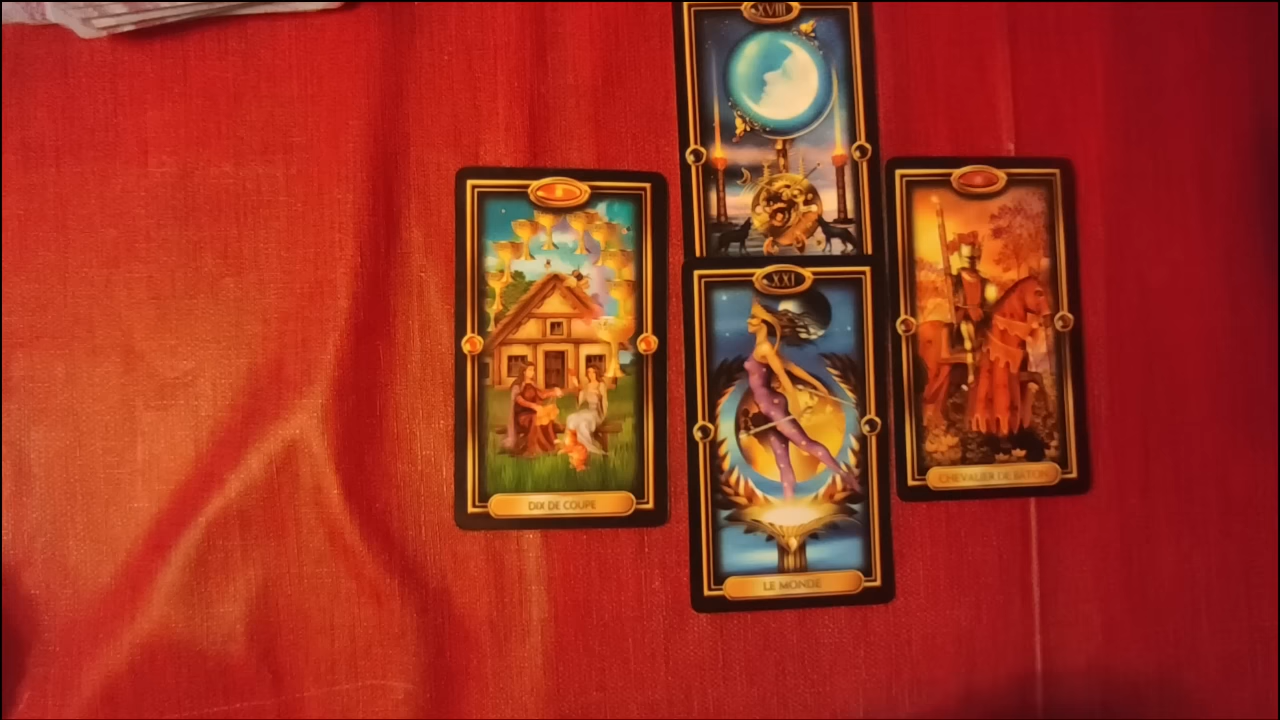 XVIII
DIX DE COUPE
XXI
LE MONDE
CHEVALIER DE BATON